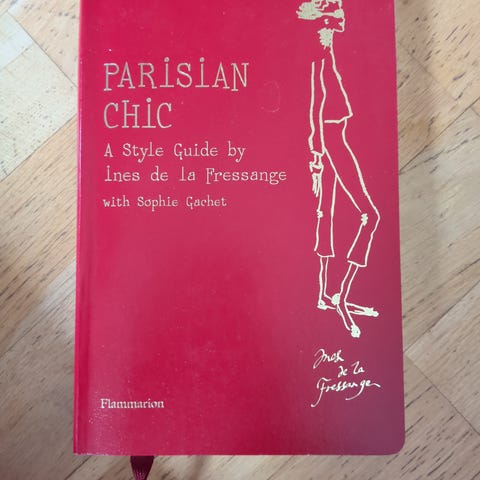 PARiSiAN
CHiC
A Style Guide by
ines de la Fressange
with Sophie Gachet
ines
de la
Fressange
Flammarion